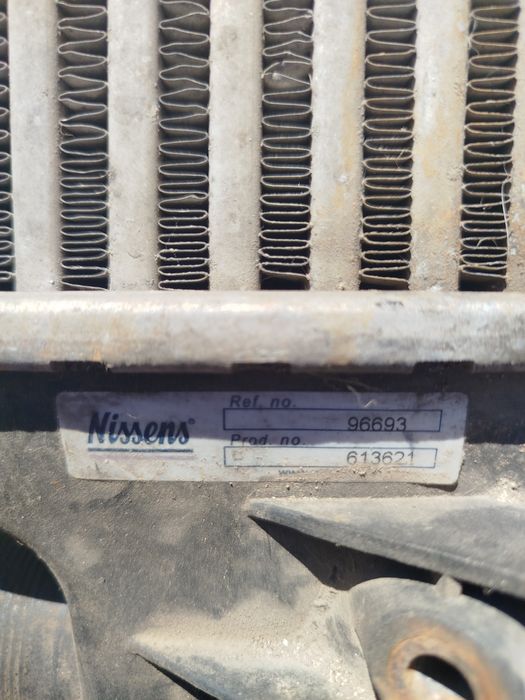 Nissens®
Ref. no.
96693
Prod. no.
613621